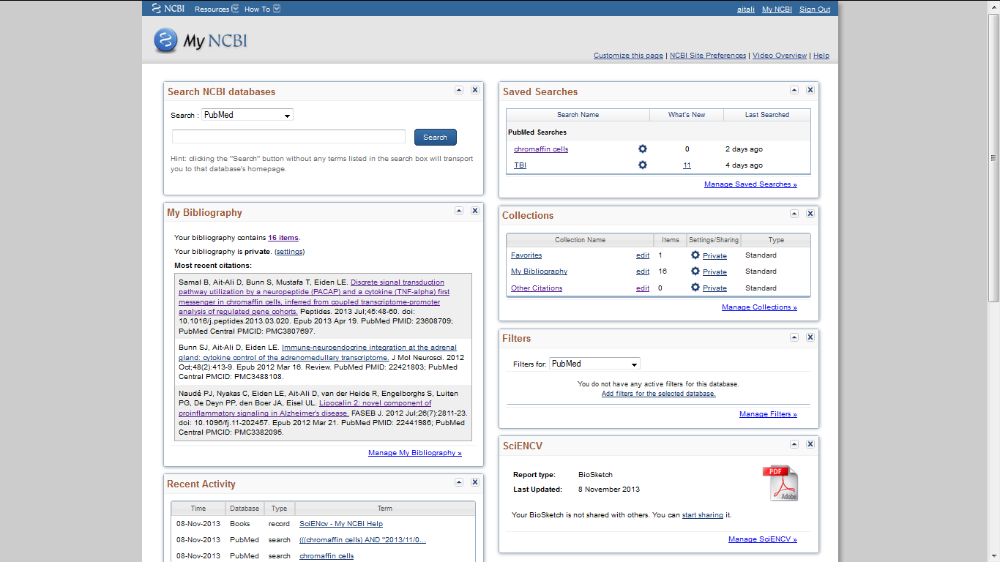 NCBI Resources How To aitali My NCBI Sign Out
My NCBI
Customize this page | NCBI Site Preferences | Video Overview | Help
Search NCBI databases
Search : PubMed
Search
Hint: clicking the "Search" button without any terms listed in the search box will transport
you to that database's homepage.
My Bibliography
Your bibliography contains 16 items.
Your bibliography is private. (settings)
Most recent citations:
Samal B, Ait-Ali D, Bunn S, Mustafa T, Eiden LE. Discrete signal transduction
pathway utilization by a neuropeptide (PACAP) and a cytokine (TNF-alpha) first
messenger in chromaffin cells, inferred from coupled transcriptome-promoter
analysis of regulated gene cohorts. Peptides. 2013 Jul;45:48-60. doi:
10.1016/j.peptides.2013.03.020. Epub 2013 Apr 19. PubMed PMID: 23608709;
PubMed Central PMCID: PMC3807697.
Bunn SJ, Ait-Ali D, Eiden LE. Immune-neuroendocrine integration at the adrenal
gland: cytokine control of the adrenomedullary transcriptome. J Mol Neurosci. 2012
Oct;48(2):413-9. Epub 2012 Mar 16. Review. PubMed PMID: 22421803; PubMed
Central PMCID: PMC3488108.
Naudé PJ, Nyakas C, Eiden LE, Ait-Ali D, van der Heide R, Engelborghs S, Luiten
PG, De Deyn PP, den Boer JA, Eisel UL. Lipocalin 2: novel component of
proinflammatory signaling in Alzheimer's disease. FASEB J. 2012 Jul;26(7):2811-23.
doi: 10.1096/fj.11-202457. Epub 2012 Mar 21. PubMed PMID: 22441986; PubMed
Central PMCID: PMC3382095.
Manage My Bibliography »
Recent Activity
Time Database Type Term
08-Nov-2013 Books record SciENcv - My NCBI Help
08-Nov-2013 PubMed search (((chromaffin cells) AND "2013/11/0...
08-Nov-2013 PubMed search chromaffin cells
Saved Searches
Search Name What's New Last Searched
PubMed Searches
chromaffin cells 0 2 days ago
TBI 11 4 days ago
Manage Saved Searches »
Collections
Collection Name Items Settings/Sharing Type
Favorites edit 1 Private Standard
My Bibliography edit 16 Private Standard
Other Citations edit 0 Private Standard
Manage Collections »
Filters
Filters for: PubMed
You do not have any active filters for this database.
Add filters for the selected database.
Manage Filters »
SciENCV
Report type: BioSketch
Last Updated: 8 November 2013
PDF
Adobe
Your BioSketch is not shared with others. You can start sharing it.
Manage SciENCV »